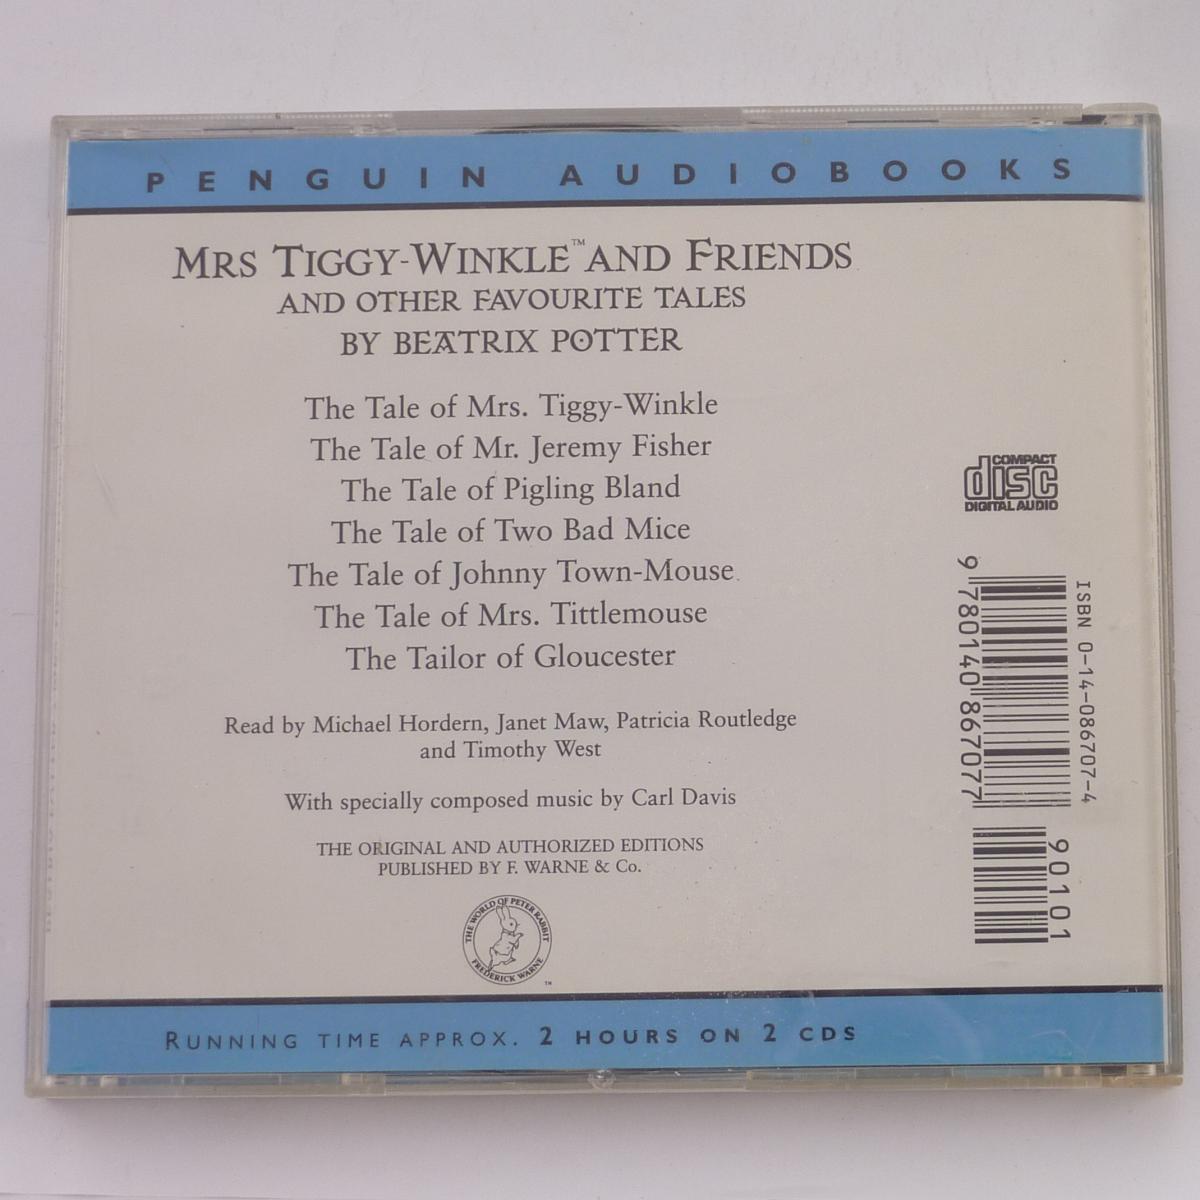 PENGUIN AUDIOBOOKS
MRS TIGGY-WINKLE™ AND FRIENDS
AND OTHER FAVOURITE TALES
BY BEATRIX POTTER
The Tale of Mrs. Tiggy-Winkle
The Tale of Mr. Jeremy Fisher
The Tale of Pigling Bland
The Tale of Two Bad Mice
The Tale of Johnny Town-Mouse
The Tale of Mrs. Tittlemouse
The Tailor of Gloucester
Read by Michael Hordern, Janet Maw, Patricia Routledge
and Timothy West
With specially composed music by Carl Davis
THE ORIGINAL AND AUTHORIZED EDITIONS
PUBLISHED BY F. WARNE & Co.
THE WORLD OF PETER RABBIT
FREDERICK WARNE
™
COMPACT
disc
DIGITAL AUDIO
ISBN 0-14-086707-4
9 780140 867077
90101
RUNNING TIME APPROX. 2 HOURS ON 2 CDS